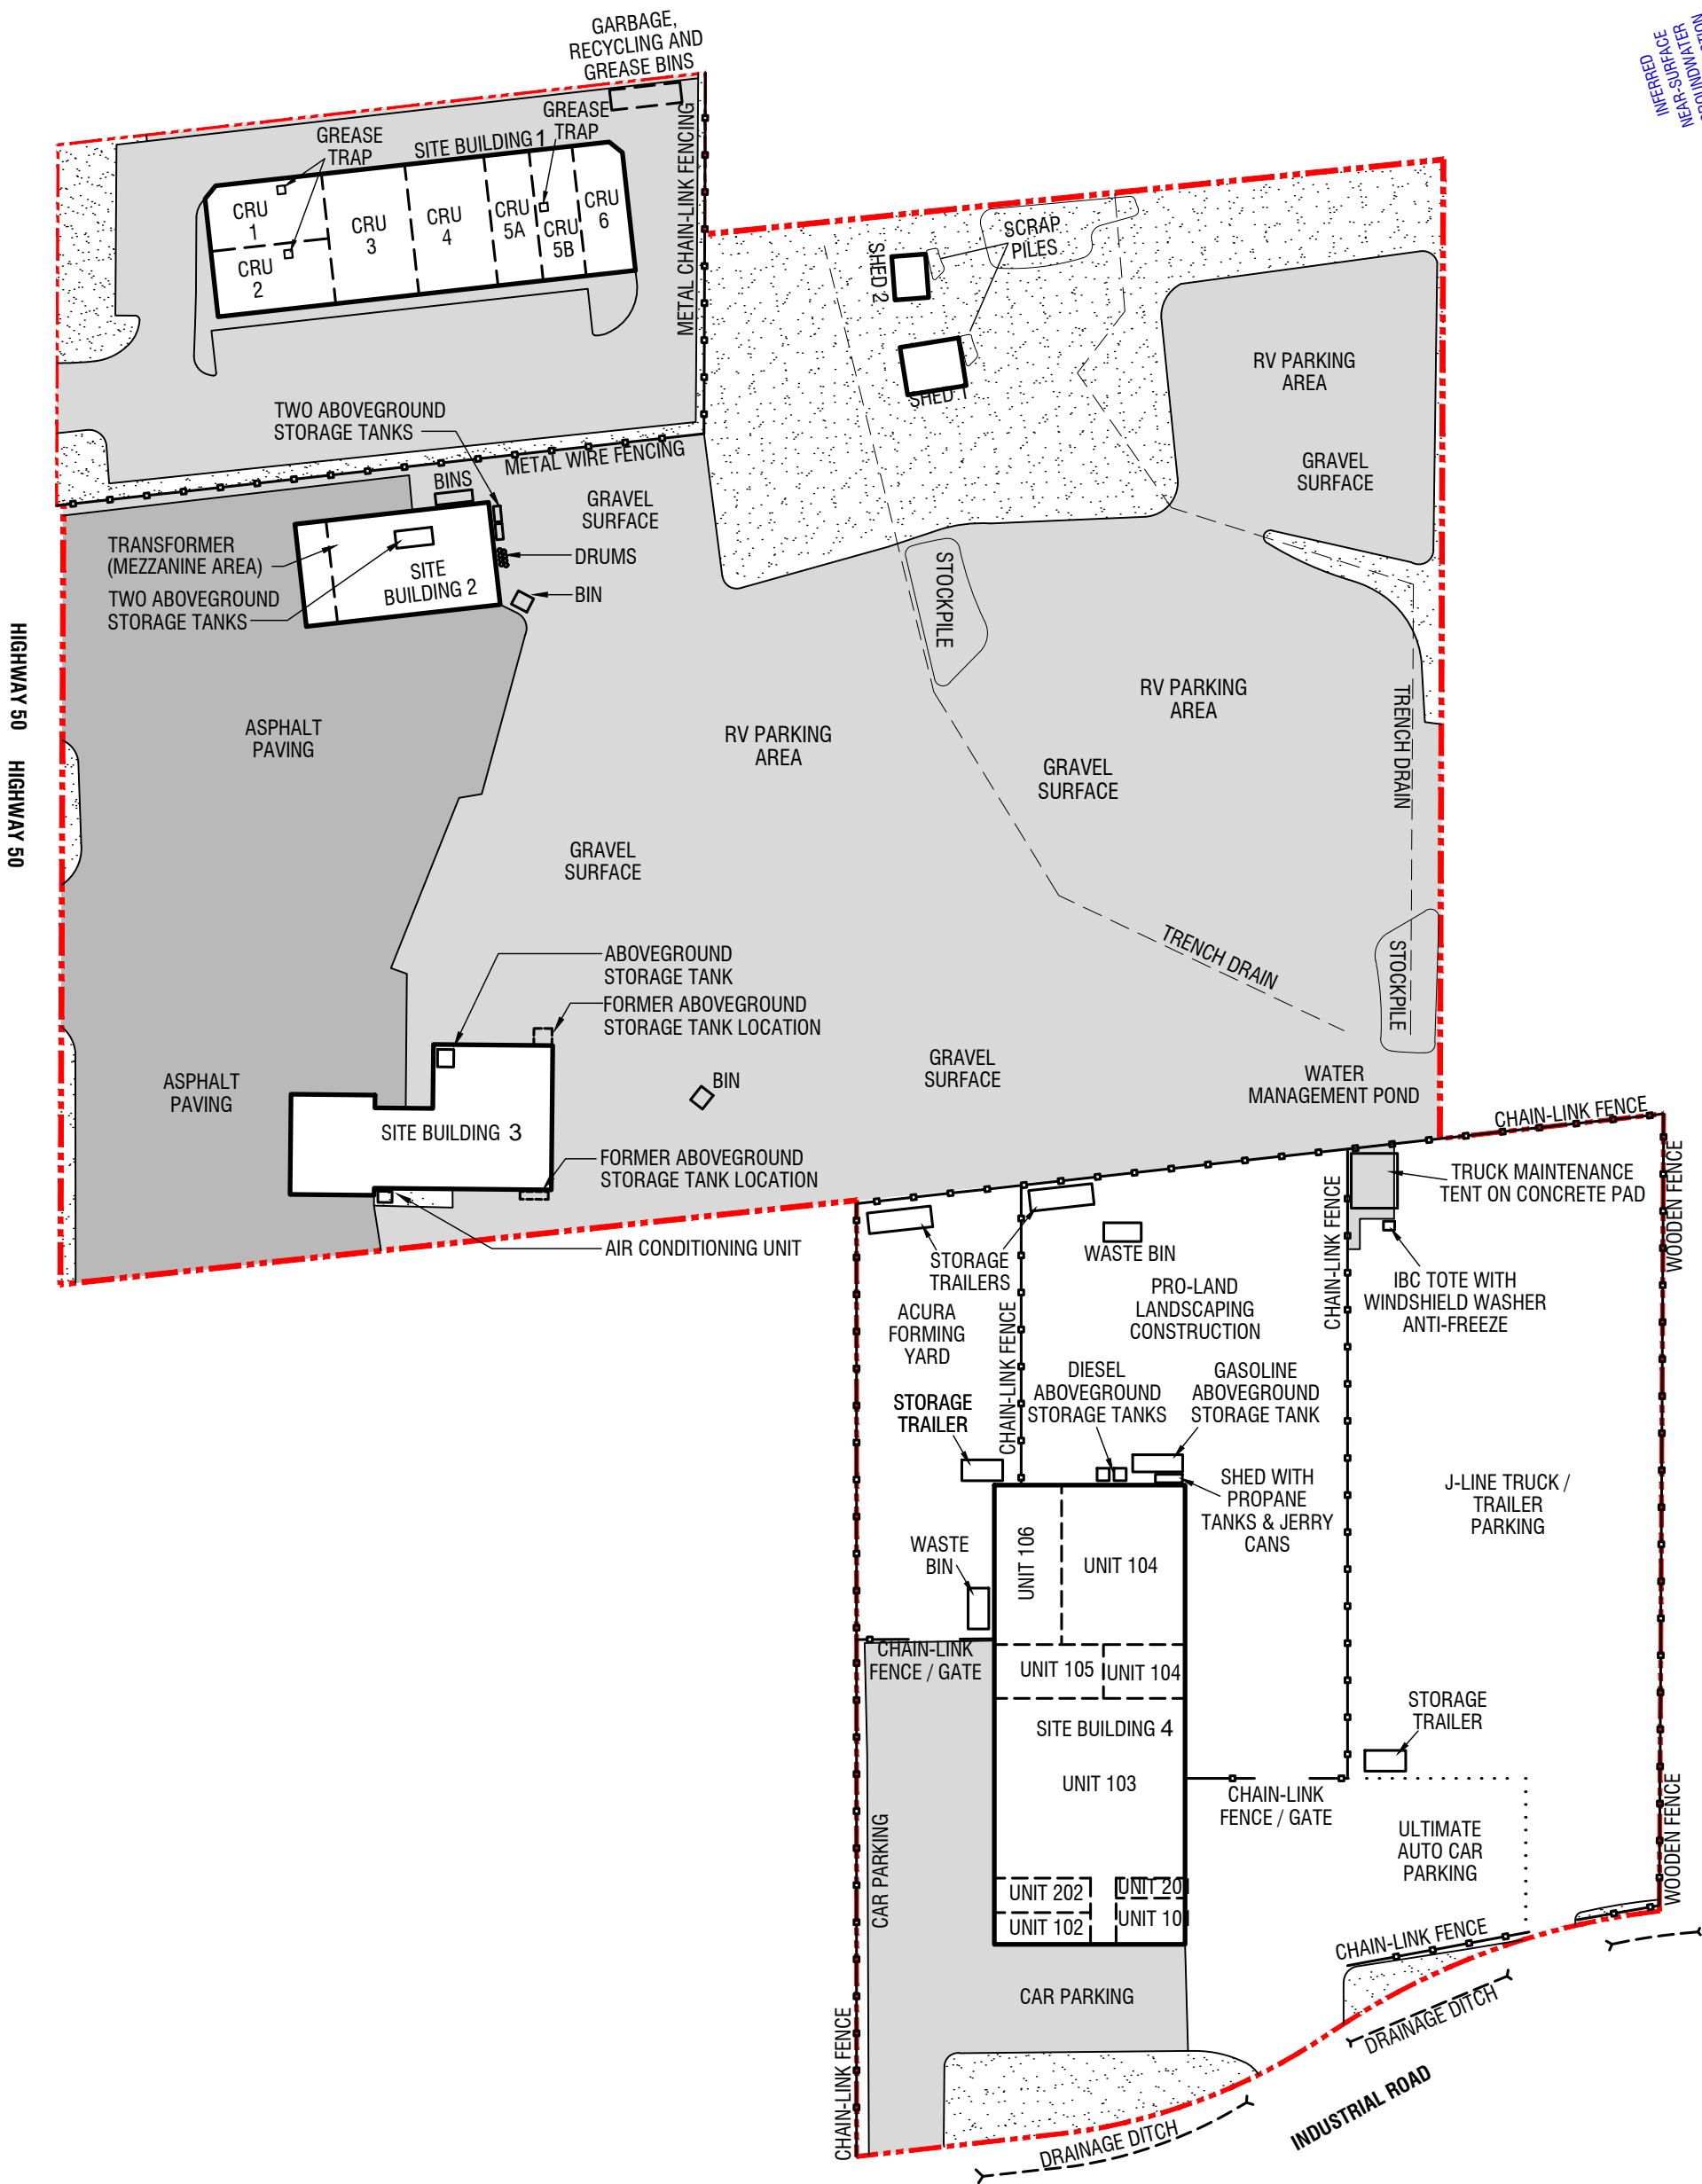 GARBAGE,
RECYCLING AND
GREASE BINS
INFERRED
NEAR-SURFACE
GREASE
TRAP
SITE BUILDING 1
GREASE
TRAP
METAL CHAIN-LINK FENCING
CRU
1
CRU
2
CRU
3
CRU
4
CRU
5A
CRU
5B
CRU
6
SCRAP
PILES
SHED 2
SHED 1
RV PARKING
AREA
GRAVEL
SURFACE
TWO ABOVEGROUND
STORAGE TANKS
METAL WIRE FENCING
BINS
GRAVEL
SURFACE
TRANSFORMER
(MEZZANINE AREA)
DRUMS
SITE
BUILDING 2
TWO ABOVEGROUND
STORAGE TANKS
BIN
STOCKPILE
HIGHWAY 50
HIGHWAY 50
ASPHALT
PAVING
RV PARKING
AREA
RV PARKING
AREA
GRAVEL
SURFACE
TRENCH DRAIN
GRAVEL
SURFACE
TRENCH DRAIN
STOCKPILE
ABOVEGROUND
STORAGE TANK
FORMER ABOVEGROUND
STORAGE TANK LOCATION
GRAVEL
SURFACE
WATER
MANAGEMENT POND
ASPHALT
PAVING
BIN
SITE BUILDING 3
FORMER ABOVEGROUND
STORAGE TANK LOCATION
AIR CONDITIONING UNIT
CHAIN-LINK FENCE
WOODEN FENCE
TRUCK MAINTENANCE
TENT ON CONCRETE PAD
CHAIN-LINK FENCE
IBC TOTE WITH
WINDSHIELD WASHER
ANTI-FREEZE
STORAGE
TRAILERS
WASTE BIN
ACURA
FORMING
YARD
CHAIN-LINK FENCE
PRO-LAND
LANDSCAPING
CONSTRUCTION
DIESEL
ABOVEGROUND
STORAGE TANKS
GASOLINE
ABOVEGROUND
STORAGE TANK
STORAGE
TRAILER
SHED WITH
PROPANE
TANKS & JERRY
CANS
J-LINE TRUCK /
TRAILER
PARKING
WASTE
BIN
UNIT 106
UNIT 104
CHAIN-LINK
FENCE / GATE
UNIT 105
UNIT 104
SITE BUILDING 4
STORAGE
TRAILER
UNIT 103
CHAIN-LINK
FENCE / GATE
ULTIMATE
AUTO CAR
PARKING
WOODEN FENCE
CAR PARKING
UNIT 202
UNIT 201
UNIT 102
UNIT 101
CHAIN-LINK FENCE
CAR PARKING
CHAIN-LINK FENCE
DRAINAGE DITCH
INDUSTRIAL ROAD
DRAINAGE DITCH